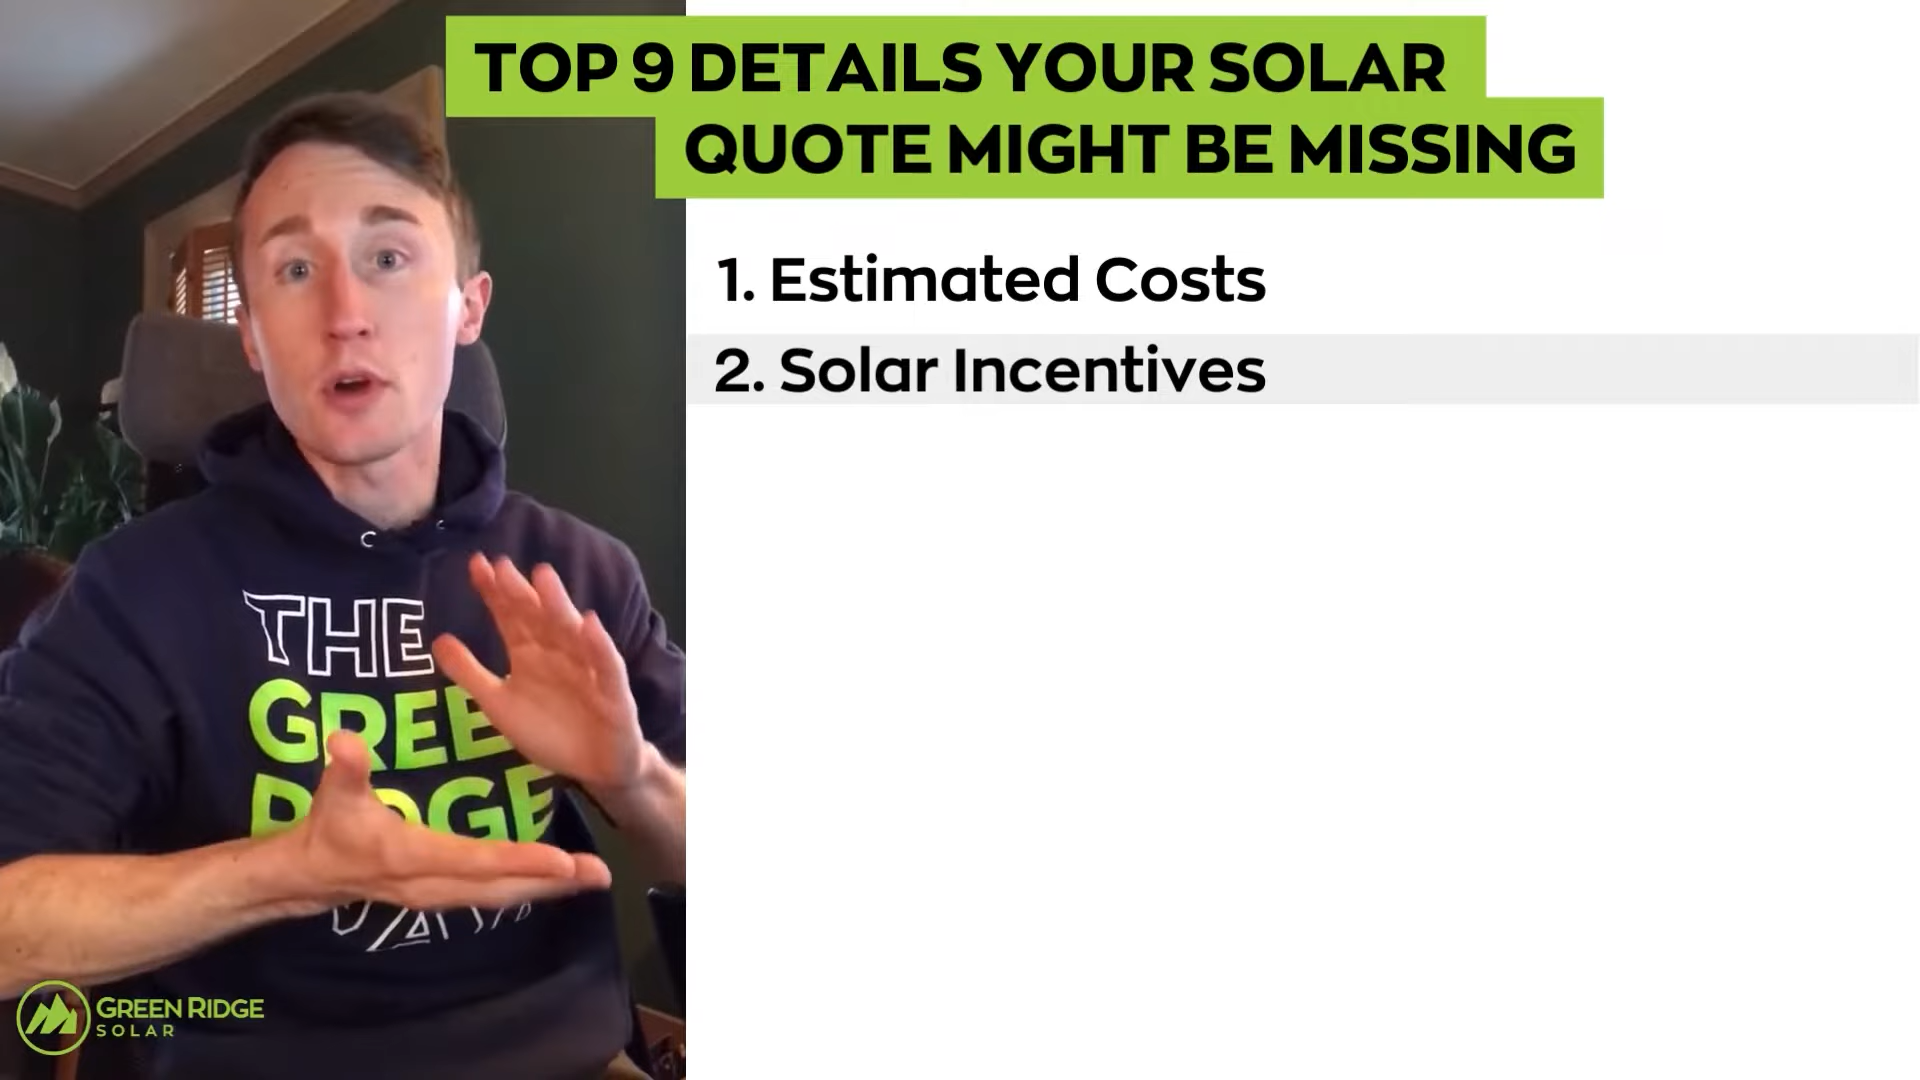 TOP 9 DETAILS YOUR SOLAR
QUOTE MIGHT BE MISSING
1. Estimated Costs
2. Solar Incentives
THE
GREE
GREEN RIDGE
SOLAR